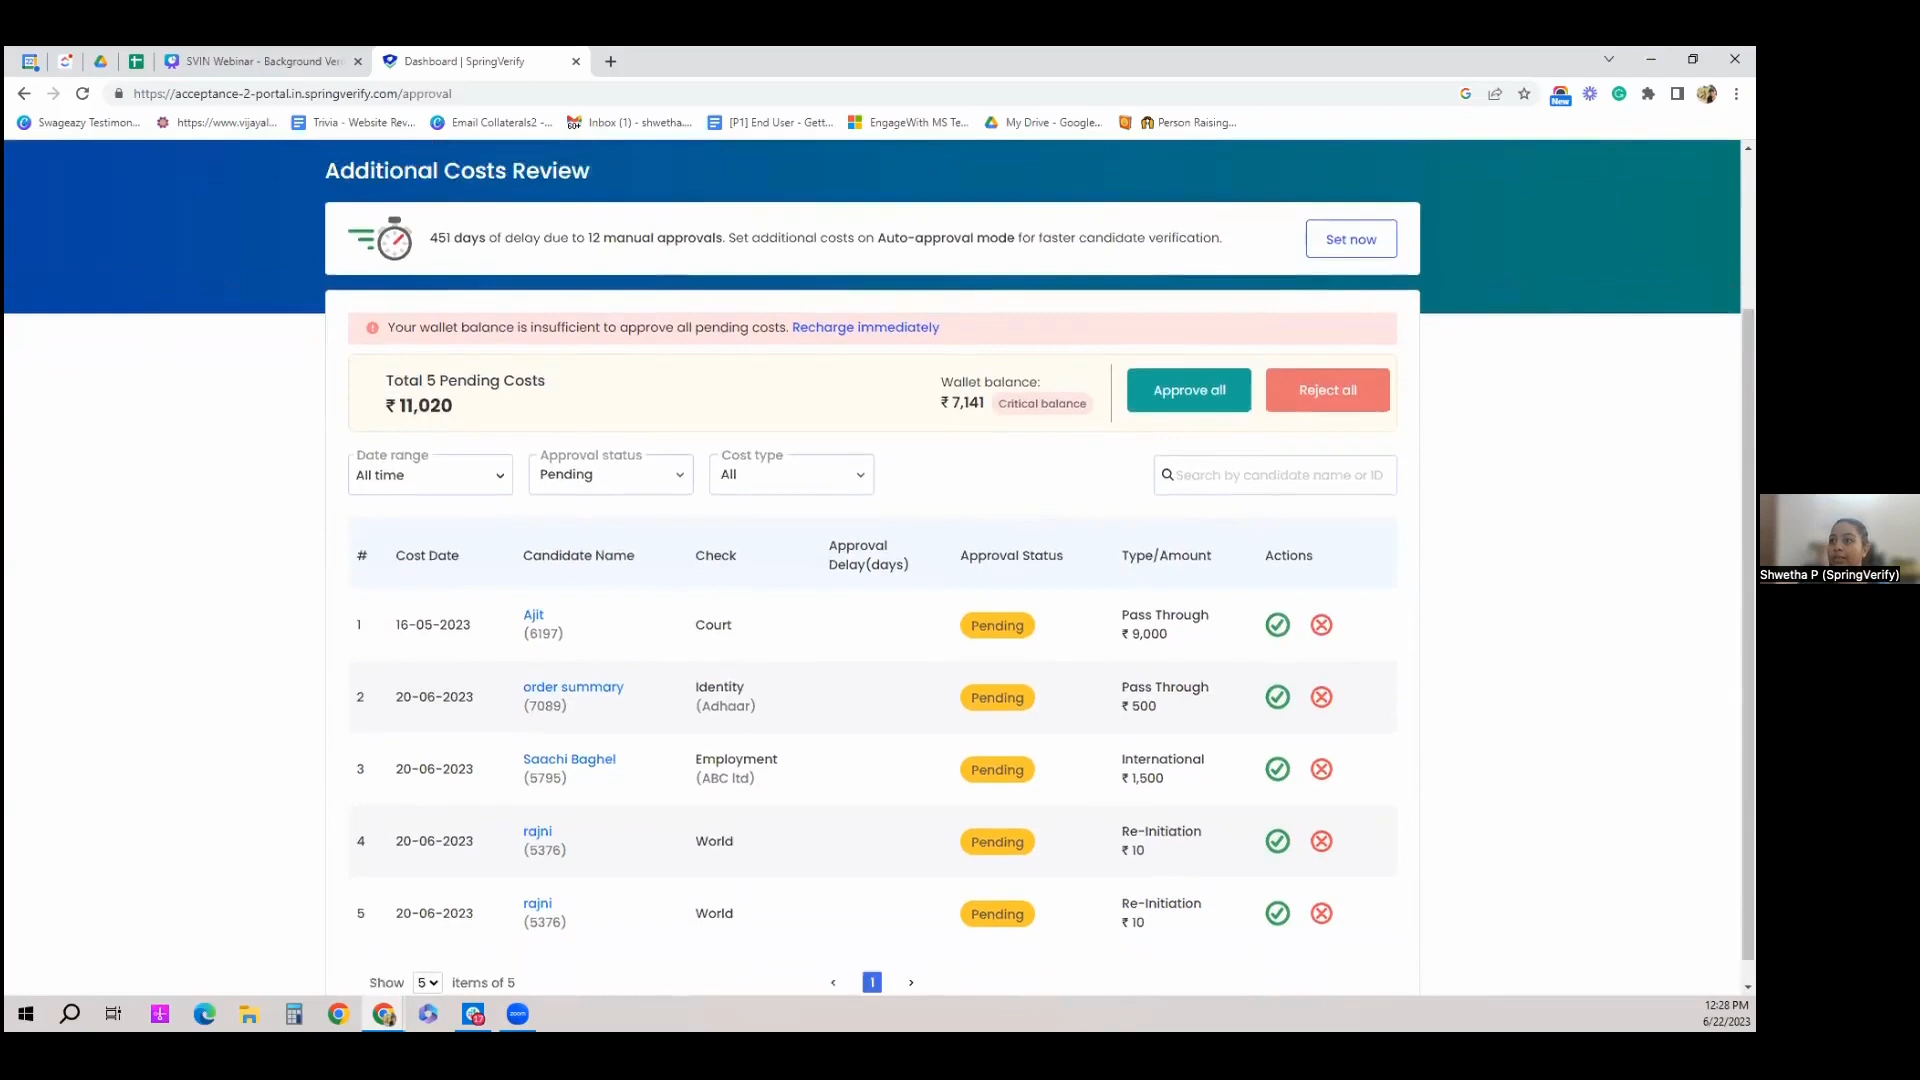 SVIN Webinar - Background Ver
Dashboard | SpringVerify
https://acceptance-2-portal.in.springverify.com/approval
New
Swageazy Testimon...
https://www.vijayal...
Trivia - Website Rev...
Email Collaterals2 -...
Inbox (1) - shwetha....
[P1] End User - Gett...
EngageWith MS Te...
My Drive - Google...
Person Raising...
Additional Costs Review
451 days of delay due to 12 manual approvals. Set additional costs on Auto-approval mode for faster candidate verification.
Set now
Your wallet balance is insufficient to approve all pending costs. Recharge immediately
Total 5 Pending Costs
₹ 11,020
Wallet balance:
₹ 7,141 Critical balance
Approve all
Reject all
Date range
All time
Approval status
Pending
Cost type
All
Search by candidate name or ID
# Cost Date Candidate Name Check Approval Delay(days) Approval Status Type/Amount Actions
1 16-05-2023 Ajit (6197) Court Pending Pass Through ₹ 9,000
2 20-06-2023 order summary (7089) Identity (Adhaar) Pending Pass Through ₹ 500
3 20-06-2023 Saachi Baghel (5795) Employment (ABC ltd) Pending International ₹ 1,500
4 20-06-2023 rajni (5376) World Pending Re-Initiation ₹ 10
5 20-06-2023 rajni (5376) World Pending Re-Initiation ₹ 10
Show 5 items of 5
‹ 1 ›
Shwetha P (SpringVerify)
17
zoom
12:28 PM
6/22/2023